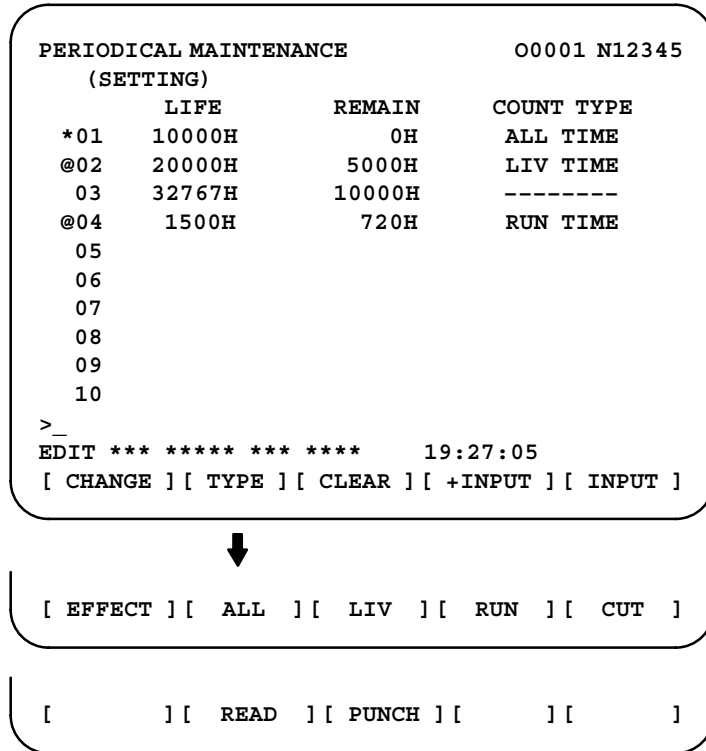 PERIODICAL MAINTENANCE O0001 N12345
(SETTING)
LIFE REMAIN COUNT TYPE
*01 10000H 0H ALL TIME
@02 20000H 5000H LIV TIME
03 32767H 10000H --------
@04 1500H 720H RUN TIME
05
06
07
08
09
10
>_
EDIT *** ***** *** **** 19:27:05
[ CHANGE ][ TYPE ][ CLEAR ][ +INPUT ][ INPUT ]
[ EFFECT ][ ALL ][ LIV ][ RUN ][ CUT ]
[ ][ READ ][ PUNCH ][ ][ ]